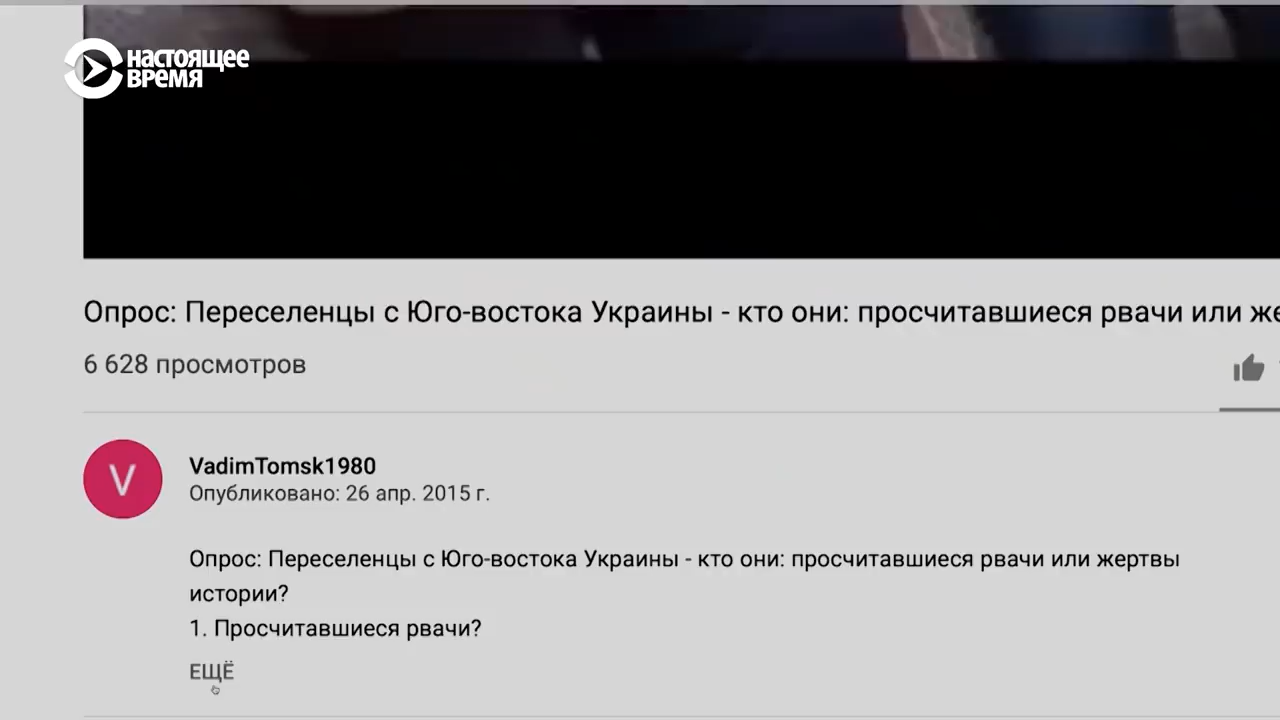 НАСТОЯЩЕЕ
ВРЕМЯ
Опрос: Переселенцы с Юго-востока Украины - кто они: просчитавшиеся рвачи или же
6 628 просмотров
V
VadimTomsk1980
Опубликовано: 26 апр. 2015 г.
Опрос: Переселенцы с Юго-востока Украины - кто они: просчитавшиеся рвачи или жертвы
истории?
1. Просчитавшиеся рвачи?
ЕЩЁ